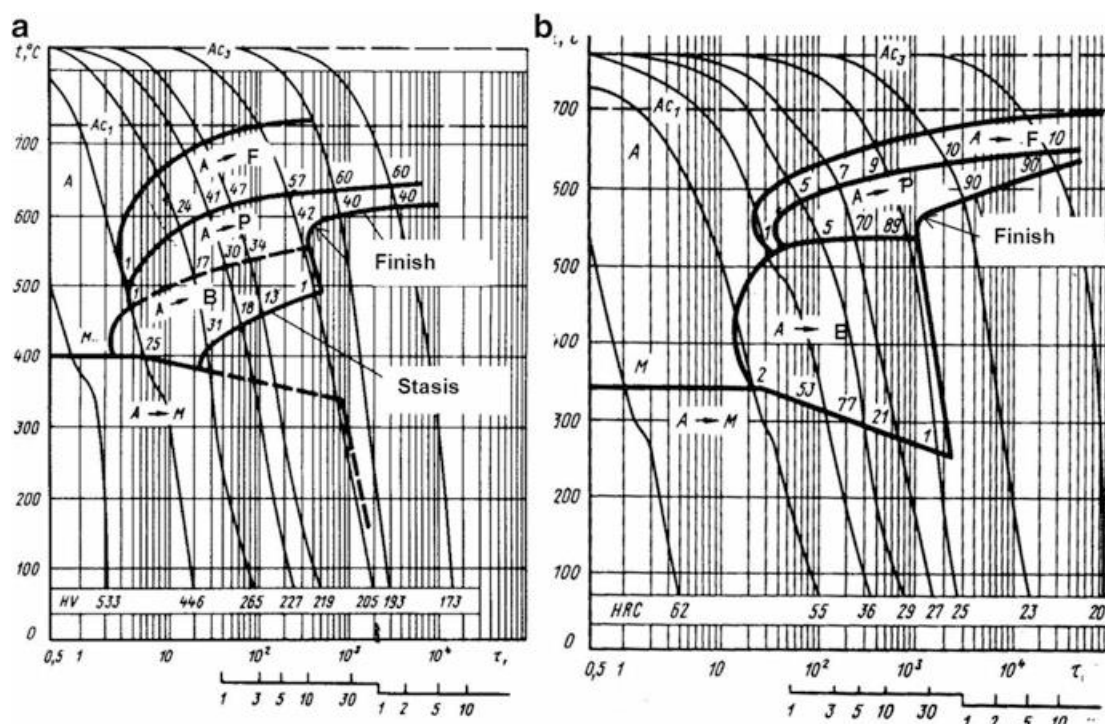 a
t,°C
Ac₃
Ac₁
700
A
A → F
600
24
41
47
57
60
60
A → P
42
40
40
Finish
1
500
17
30
34
1
A → B
1
31
18
13
M
25
400
Stasis
A → M
300
200
100
HV 533 446 265 227 219 205 193 173
0
0,5 1 10 10² 10³ 10⁴ τ,
1 3 5 10 30
1 2 5 10
b
Ac₃
Ac₁
700
A
A → F
10
10
9
7
5
600
A → P
90
90
1
5
70
89
Finish
500
A → B
400
M
2
53
77
21
1
A → M
300
200
100
HRC 62 55 36 29 27 25 23 20
0
0,5 1 10 10² 10³ 10⁴ τ,
1 3 5 10 30
1 2 5 10